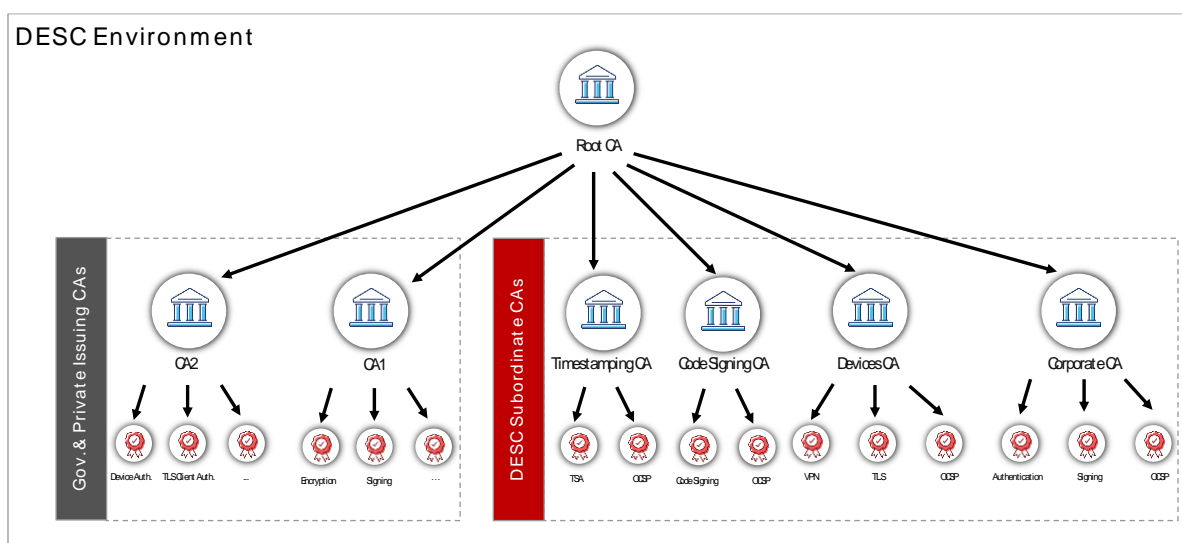 DESC Environment
Root CA
Gov. & Private Issuing CAs
CA2
CA1
Device Auth.
TLS Client Auth.
...
Encryption
Signing
...
DESC Subordinate CAs
Timestamping CA
Code Signing CA
Devices CA
Corporate CA
TSA
OCSP
Code Signing
OCSP
VPN
TLS
OCSP
Authentication
Signing
OCSP